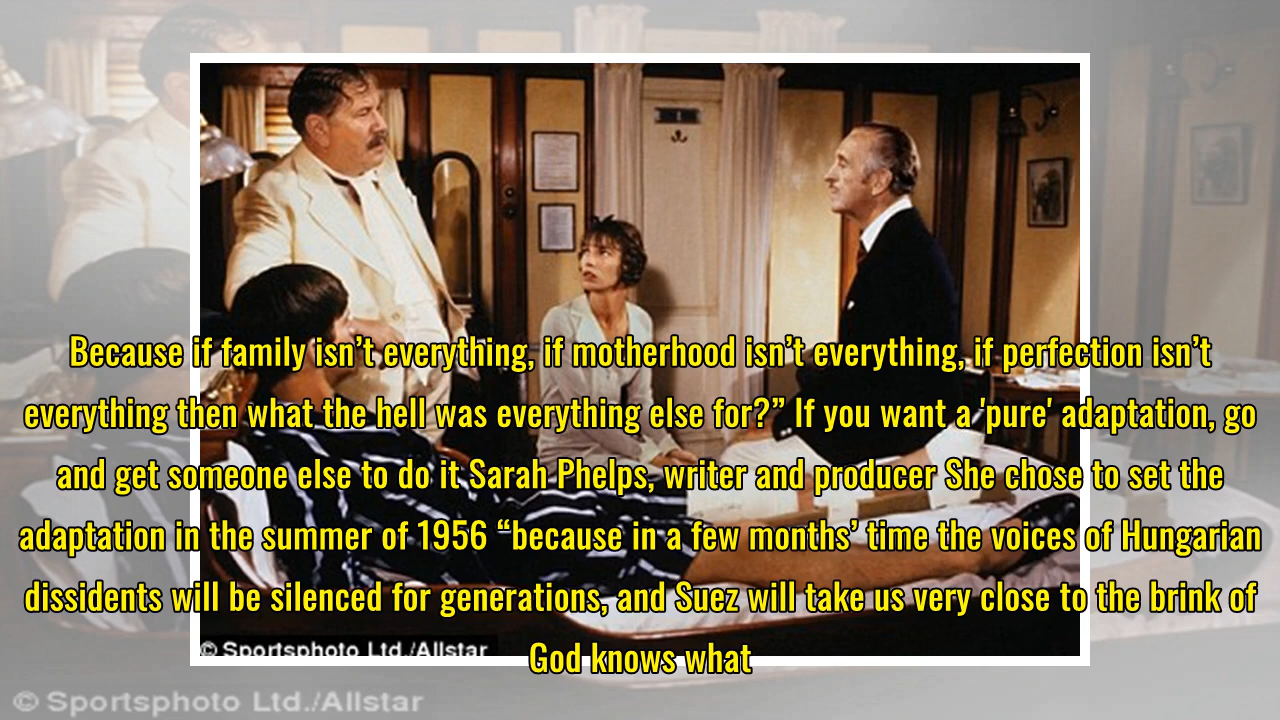 Because if family isn’t everything, if motherhood isn’t everything, if perfection isn’t
everything then what the hell was everything else for?” If you want a 'pure' adaptation, go
and get someone else to do it Sarah Phelps, writer and producer She chose to set the
adaptation in the summer of 1956 “because in a few months’ time the voices of Hungarian
dissidents will be silenced for generations, and Suez will take us very close to the brink of
God knows what
© Sportsphoto Ltd./Allstar
© Sportsphoto Ltd./Allstar